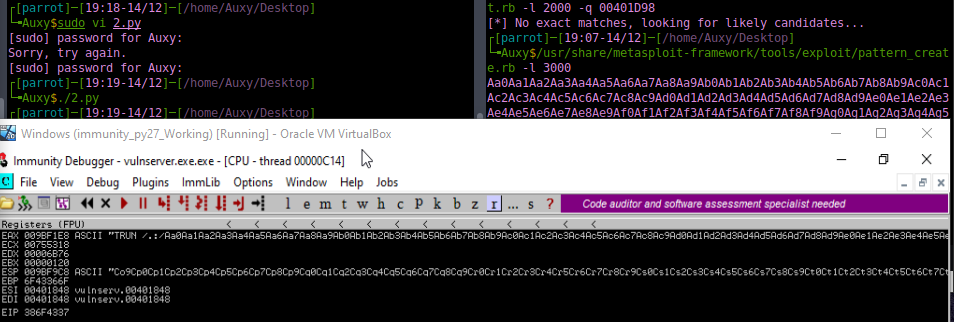 ┌[parrot]─[19:18-14/12]─[/home/Auxy/Desktop]
└╼Auxy$sudo vi 2.py
[sudo] password for Auxy:
Sorry, try again.
[sudo] password for Auxy:
┌[parrot]─[19:19-14/12]─[/home/Auxy/Desktop]
└╼Auxy$./2.py
┌[parrot]─[19:19-14/12]─[/home/Auxy/Desktop]
t.rb -l 2000 -q 00401D98
[*] No exact matches, looking for likely candidates...
┌[parrot]─[19:07-14/12]─[/home/Auxy/Desktop]
└╼Auxy$/usr/share/metasploit-framework/tools/exploit/pattern_creat
e.rb -l 3000
Aa0Aa1Aa2Aa3Aa4Aa5Aa6Aa7Aa8Aa9Ab0Ab1Ab2Ab3Ab4Ab5Ab6Ab7Ab8Ab9Ac0Ac1
Ac2Ac3Ac4Ac5Ac6Ac7Ac8Ac9Ad0Ad1Ad2Ad3Ad4Ad5Ad6Ad7Ad8Ad9Ae0Ae1Ae2Ae3
Ae4Ae5Ae6Ae7Ae8Ae9Af0Af1Af2Af3Af4Af5Af6Af7Af8Af9Ag0Ag1Ag2Ag3Ag4Ag5
Windows (immunity_py27_Working) [Running] - Oracle VM VirtualBox
Immunity Debugger - vulnserver.exe.exe - [CPU - thread 00000C14]
C File View Debug Plugins ImmLib Options Window Help Jobs
l e m t w h c P k b z r ... s ? Code auditor and software assessment specialist needed
Registers (FPU) < < < < < < < < < < < < <
EAX 009BF1E8 ASCII "TRUN /.:/Aa0Aa1Aa2Aa3Aa4Aa5Aa6Aa7Aa8Aa9Ab0Ab1Ab2Ab3Ab4Ab5Ab6Ab7Ab8Ab9Ac0Ac1Ac2Ac3Ac4Ac5Ac6Ac7Ac8Ac9Ad0Ad1Ad2Ad3Ad4Ad5Ad6Ad7Ad8Ad9Ae0Ae1Ae2Ae3Ae4Ae5Ae
ECX 00755318
EDX 00006B76
EBX 00000120
ESP 009BF9C8 ASCII "Co9Cp0Cp1Cp2Cp3Cp4Cp5Cp6Cp7Cp8Cp9Cq0Cq1Cq2Cq3Cq4Cq5Cq6Cq7Cq8Cq9Cr0Cr1Cr2Cr3Cr4Cr5Cr6Cr7Cr8Cr9Cs0Cs1Cs2Cs3Cs4Cs5Cs6Cs7Cs8Cs9Ct0Ct1Ct2Ct3Ct4Ct5Ct6Ct7Ct
EBP 6F43366F
ESI 00401848 vulnserv.00401848
EDI 00401848 vulnserv.00401848
EIP 386F4337